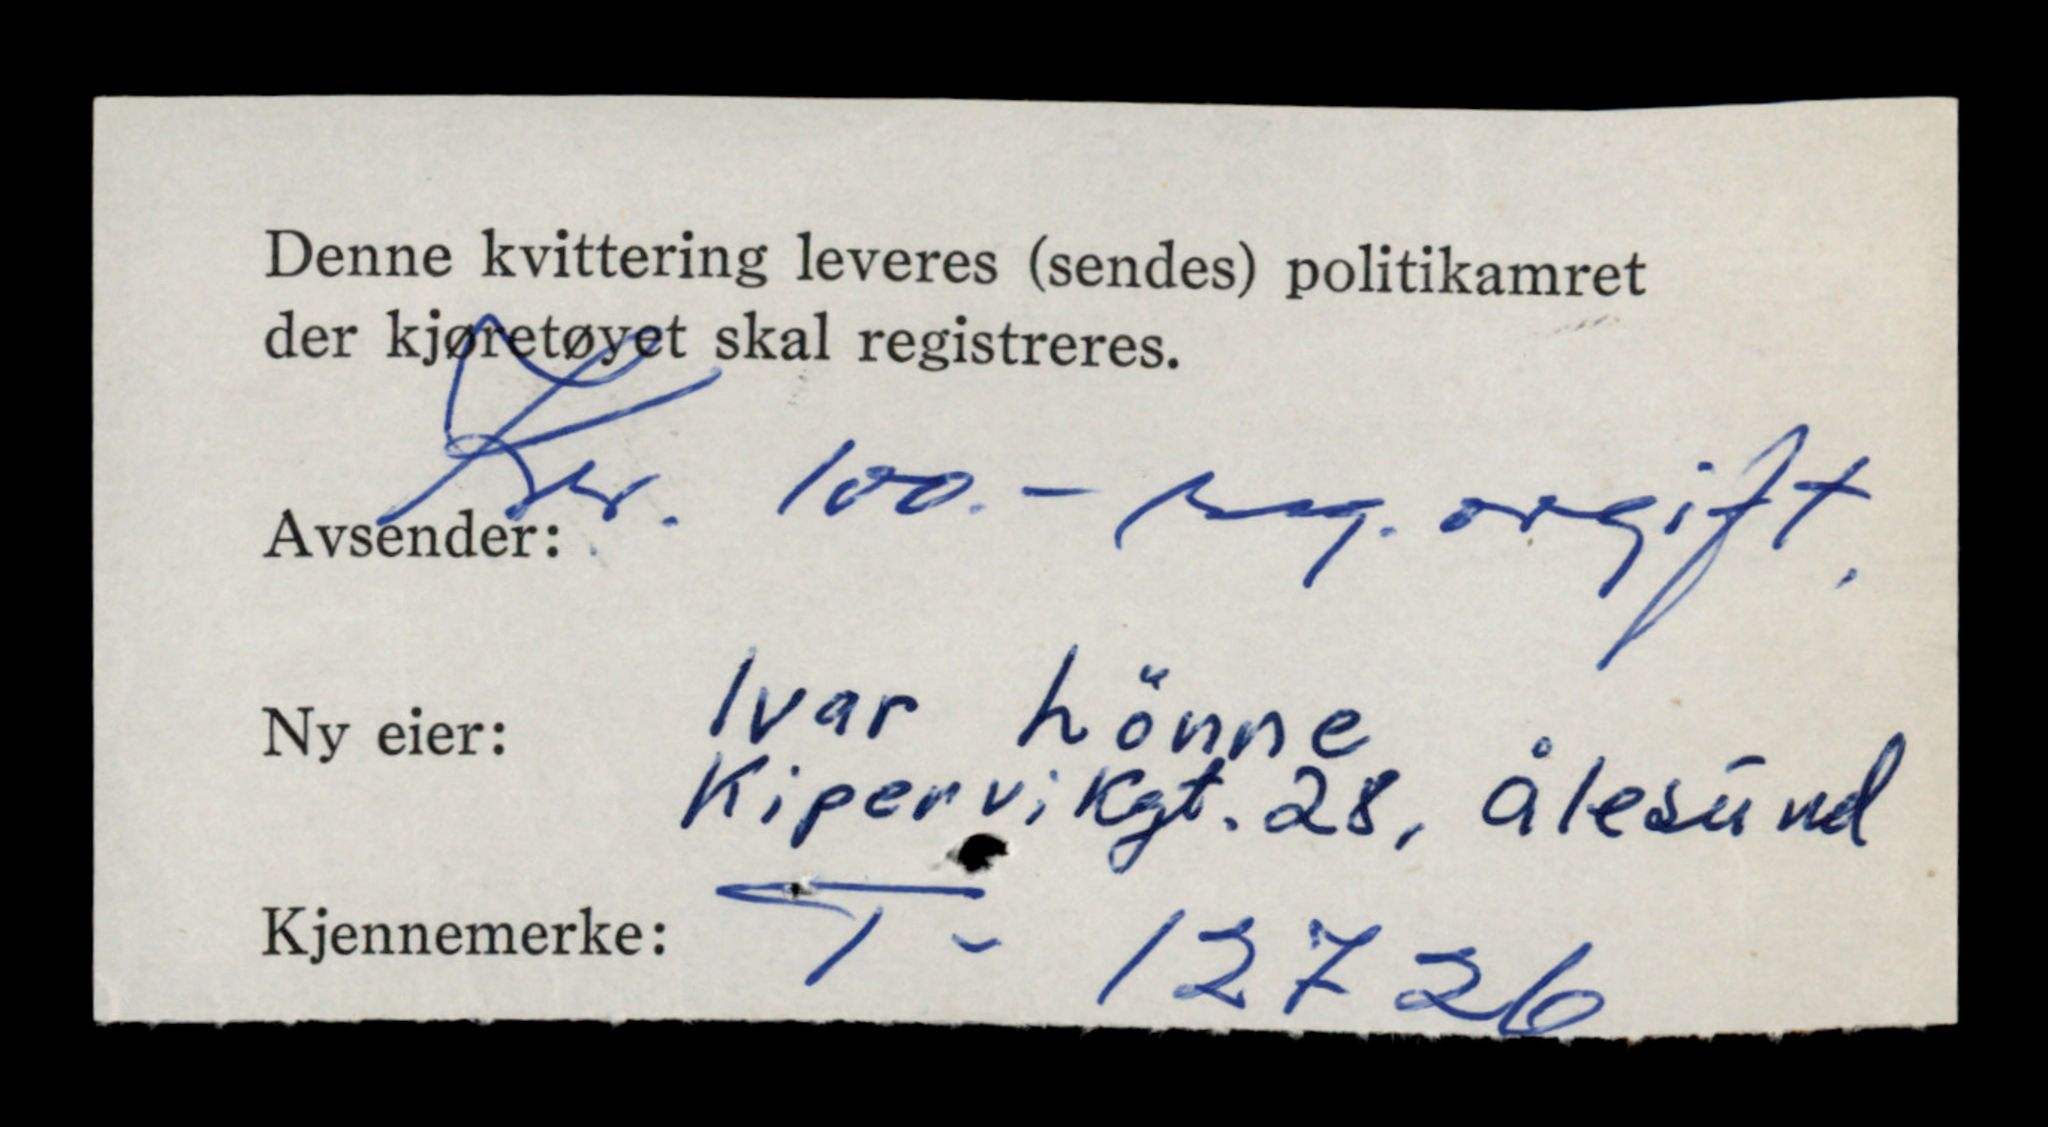 Denne kvittering leveres (sendes) politikamret
der kjøretøyet skal registreres.
Kr. 100.- reg. avgift.
Avsender:
Ny eier: Ivar hönne
Kipervikgt. 28, Ålesund
Kjennemerke: T - 12726